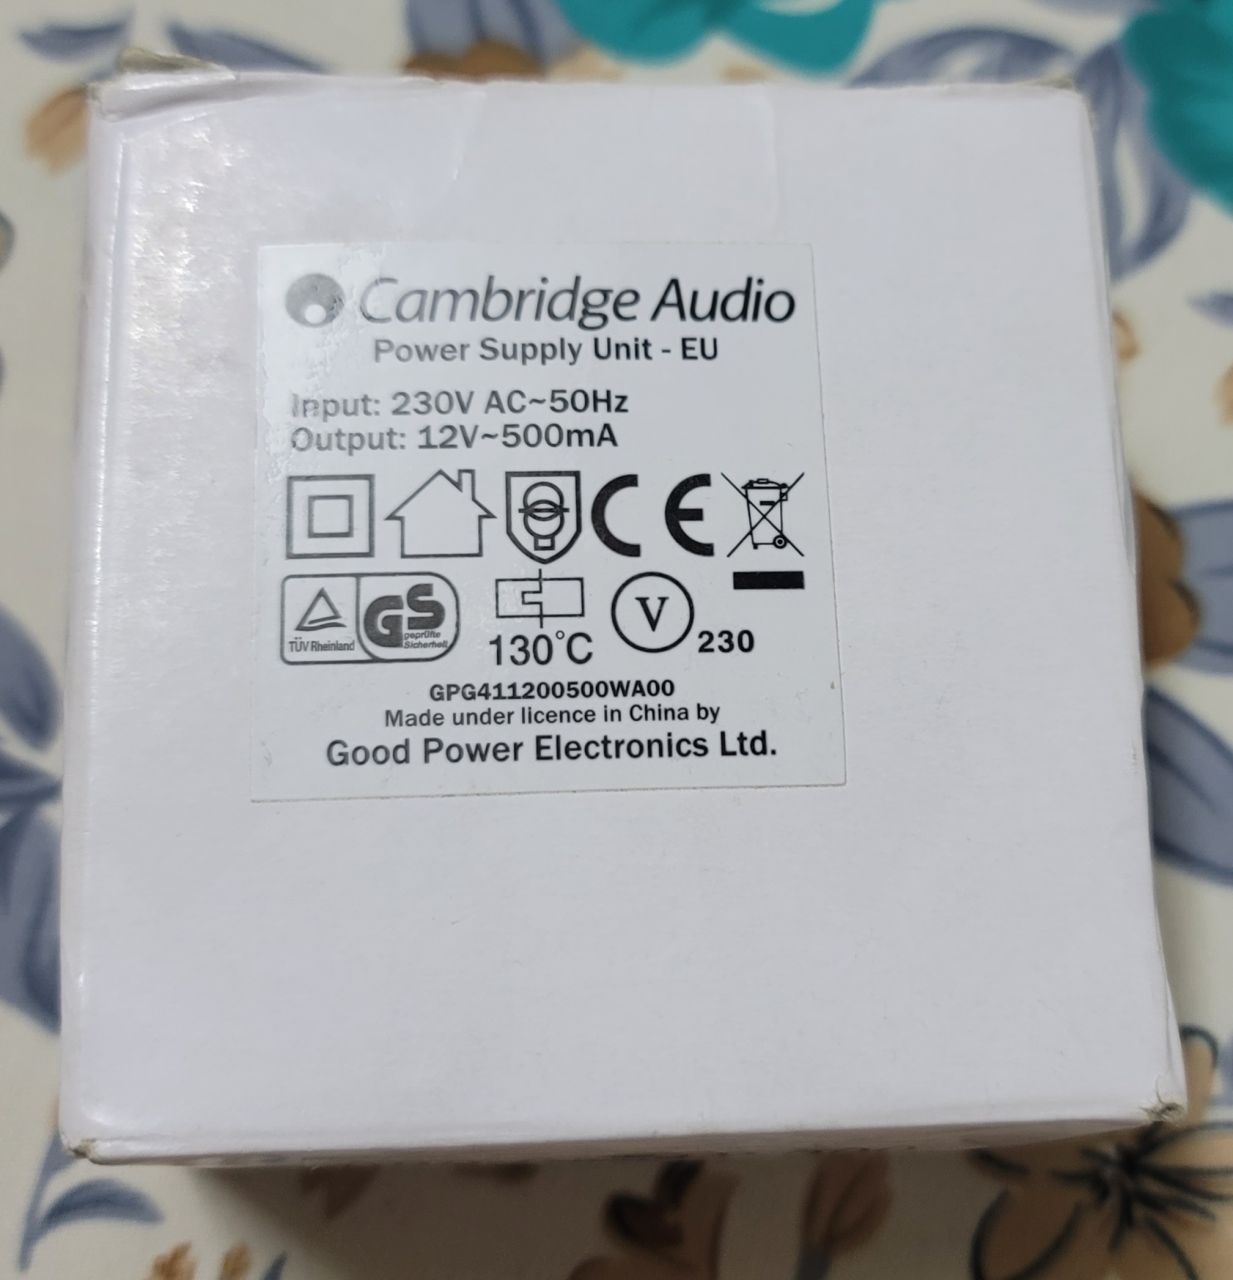 Cambridge Audio
Power Supply Unit - EU
Input: 230V AC~50Hz
Output: 12V~500mA
CE
TÜV Rheinland
GS
geprüfte
Sicherheit
130°C
V
230
GPG411200500WA00
Made under licence in China by
Good Power Electronics Ltd.